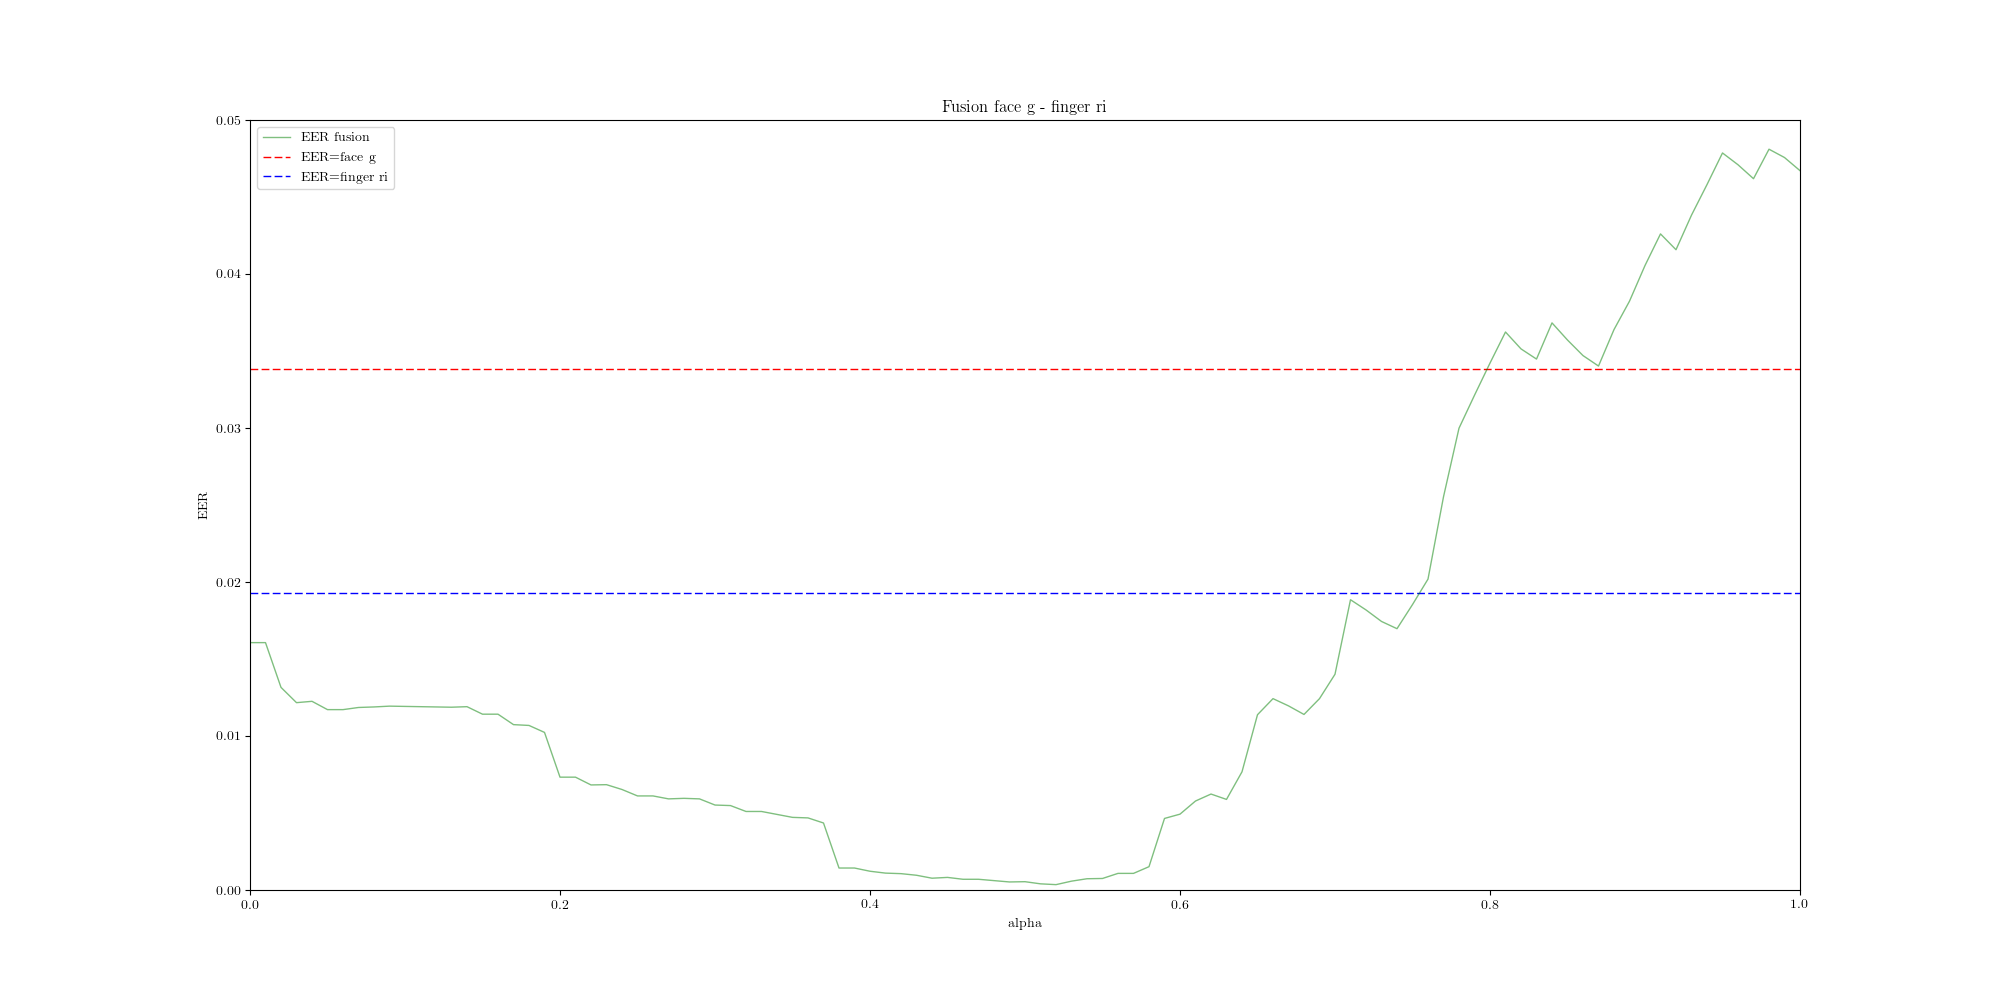 Fusion face g - finger ri
EER fusion
EER=face g
EER=finger ri
0.05
0.04
0.03
0.02
0.01
0.00
EER
0.0 0.2 0.4 0.6 0.8 1.0
alpha